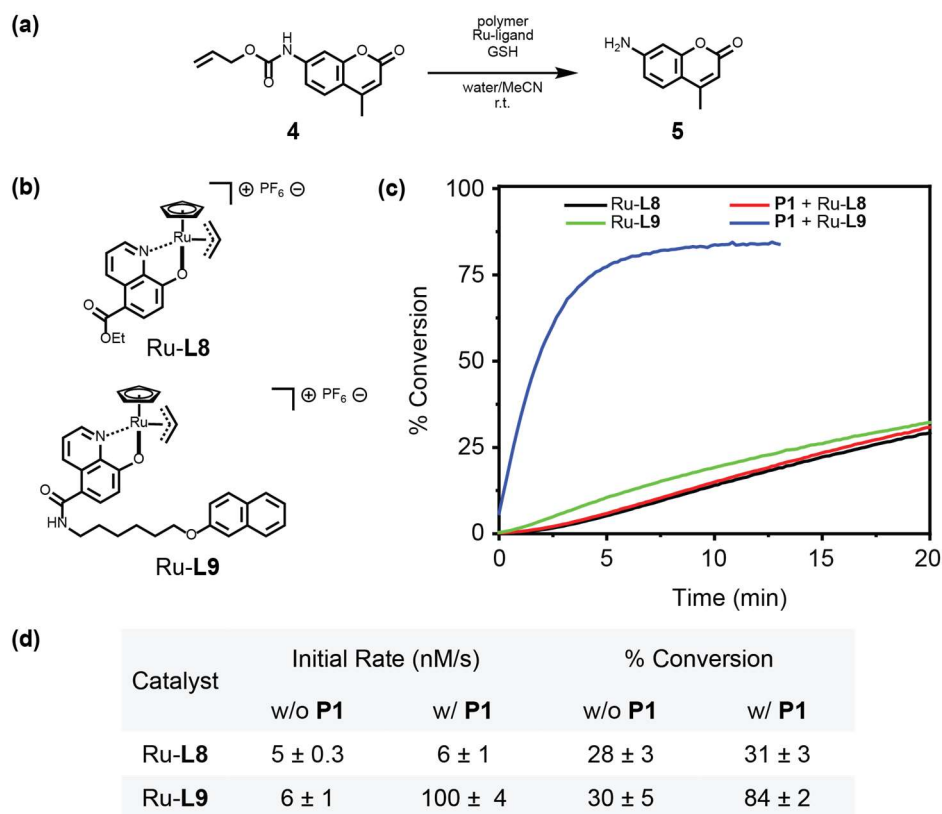 (a)
H
N
O
O
O
O
4
polymer
Ru-ligand
GSH
water/MeCN
r.t.
H₂N
O
O
5
(b)
⊕ PF₆ ⊖
Ru
N
O
O
OEt
Ru-L8
⊕ PF₆ ⊖
Ru
N
O
O
HN
O
Ru-L9
(c)
100
75
50
25
0
% Conversion
Ru-L8
P1 + Ru-L8
Ru-L9
P1 + Ru-L9
0 5 10 15 20
Time (min)
(d)
Catalyst Initial Rate (nM/s) % Conversion
w/o P1 w/ P1 w/o P1 w/ P1
Ru-L8 5 ± 0.3 6 ± 1 28 ± 3 31 ± 3
Ru-L9 6 ± 1 100 ± 4 30 ± 5 84 ± 2